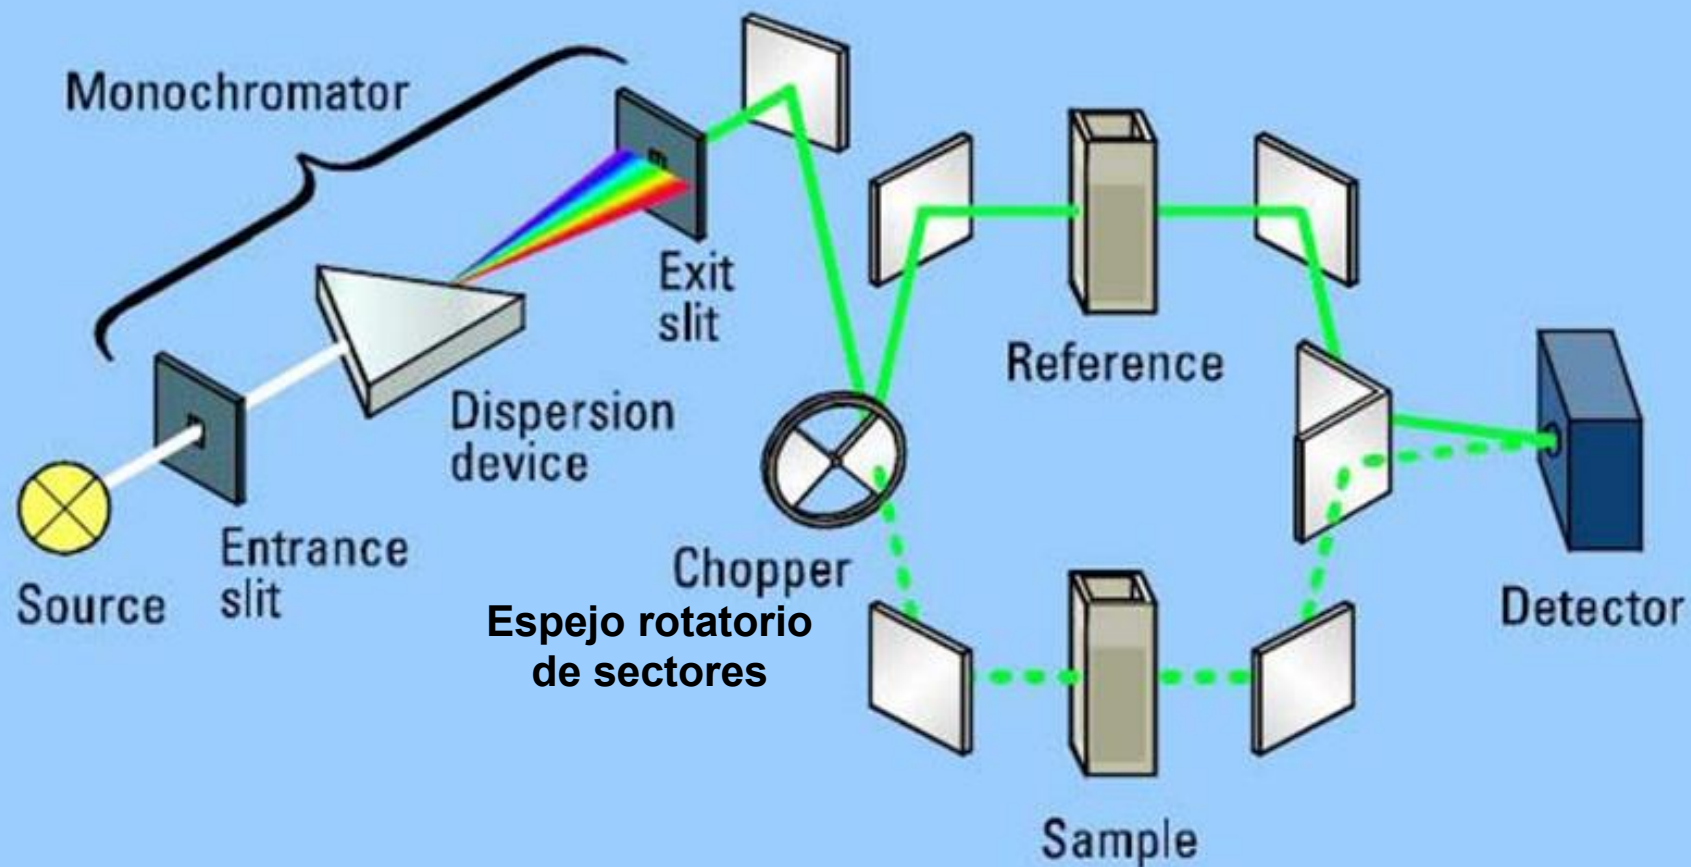 Monochromator
Exit
slit
Reference
Dispersion
device
Entrance
slit
Source
Chopper
Espejo rotatorio
de sectores
Detector
Sample